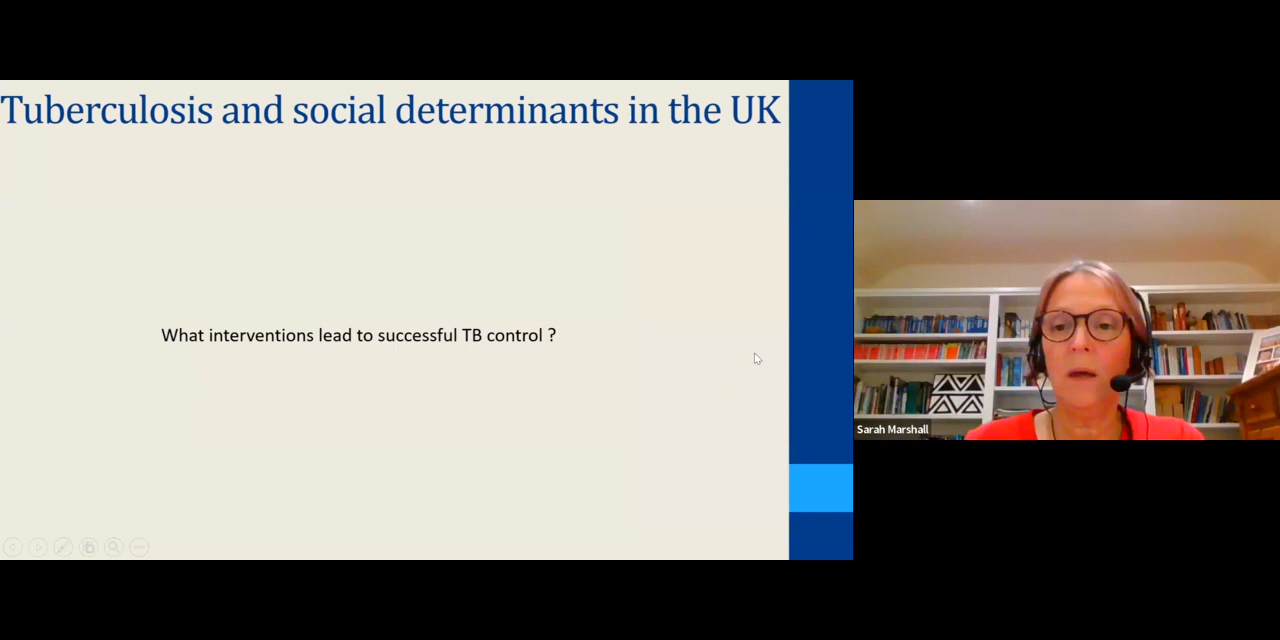 Tuberculosis and social determinants in the UK
What interventions lead to successful TB control ?
Sarah Marshall